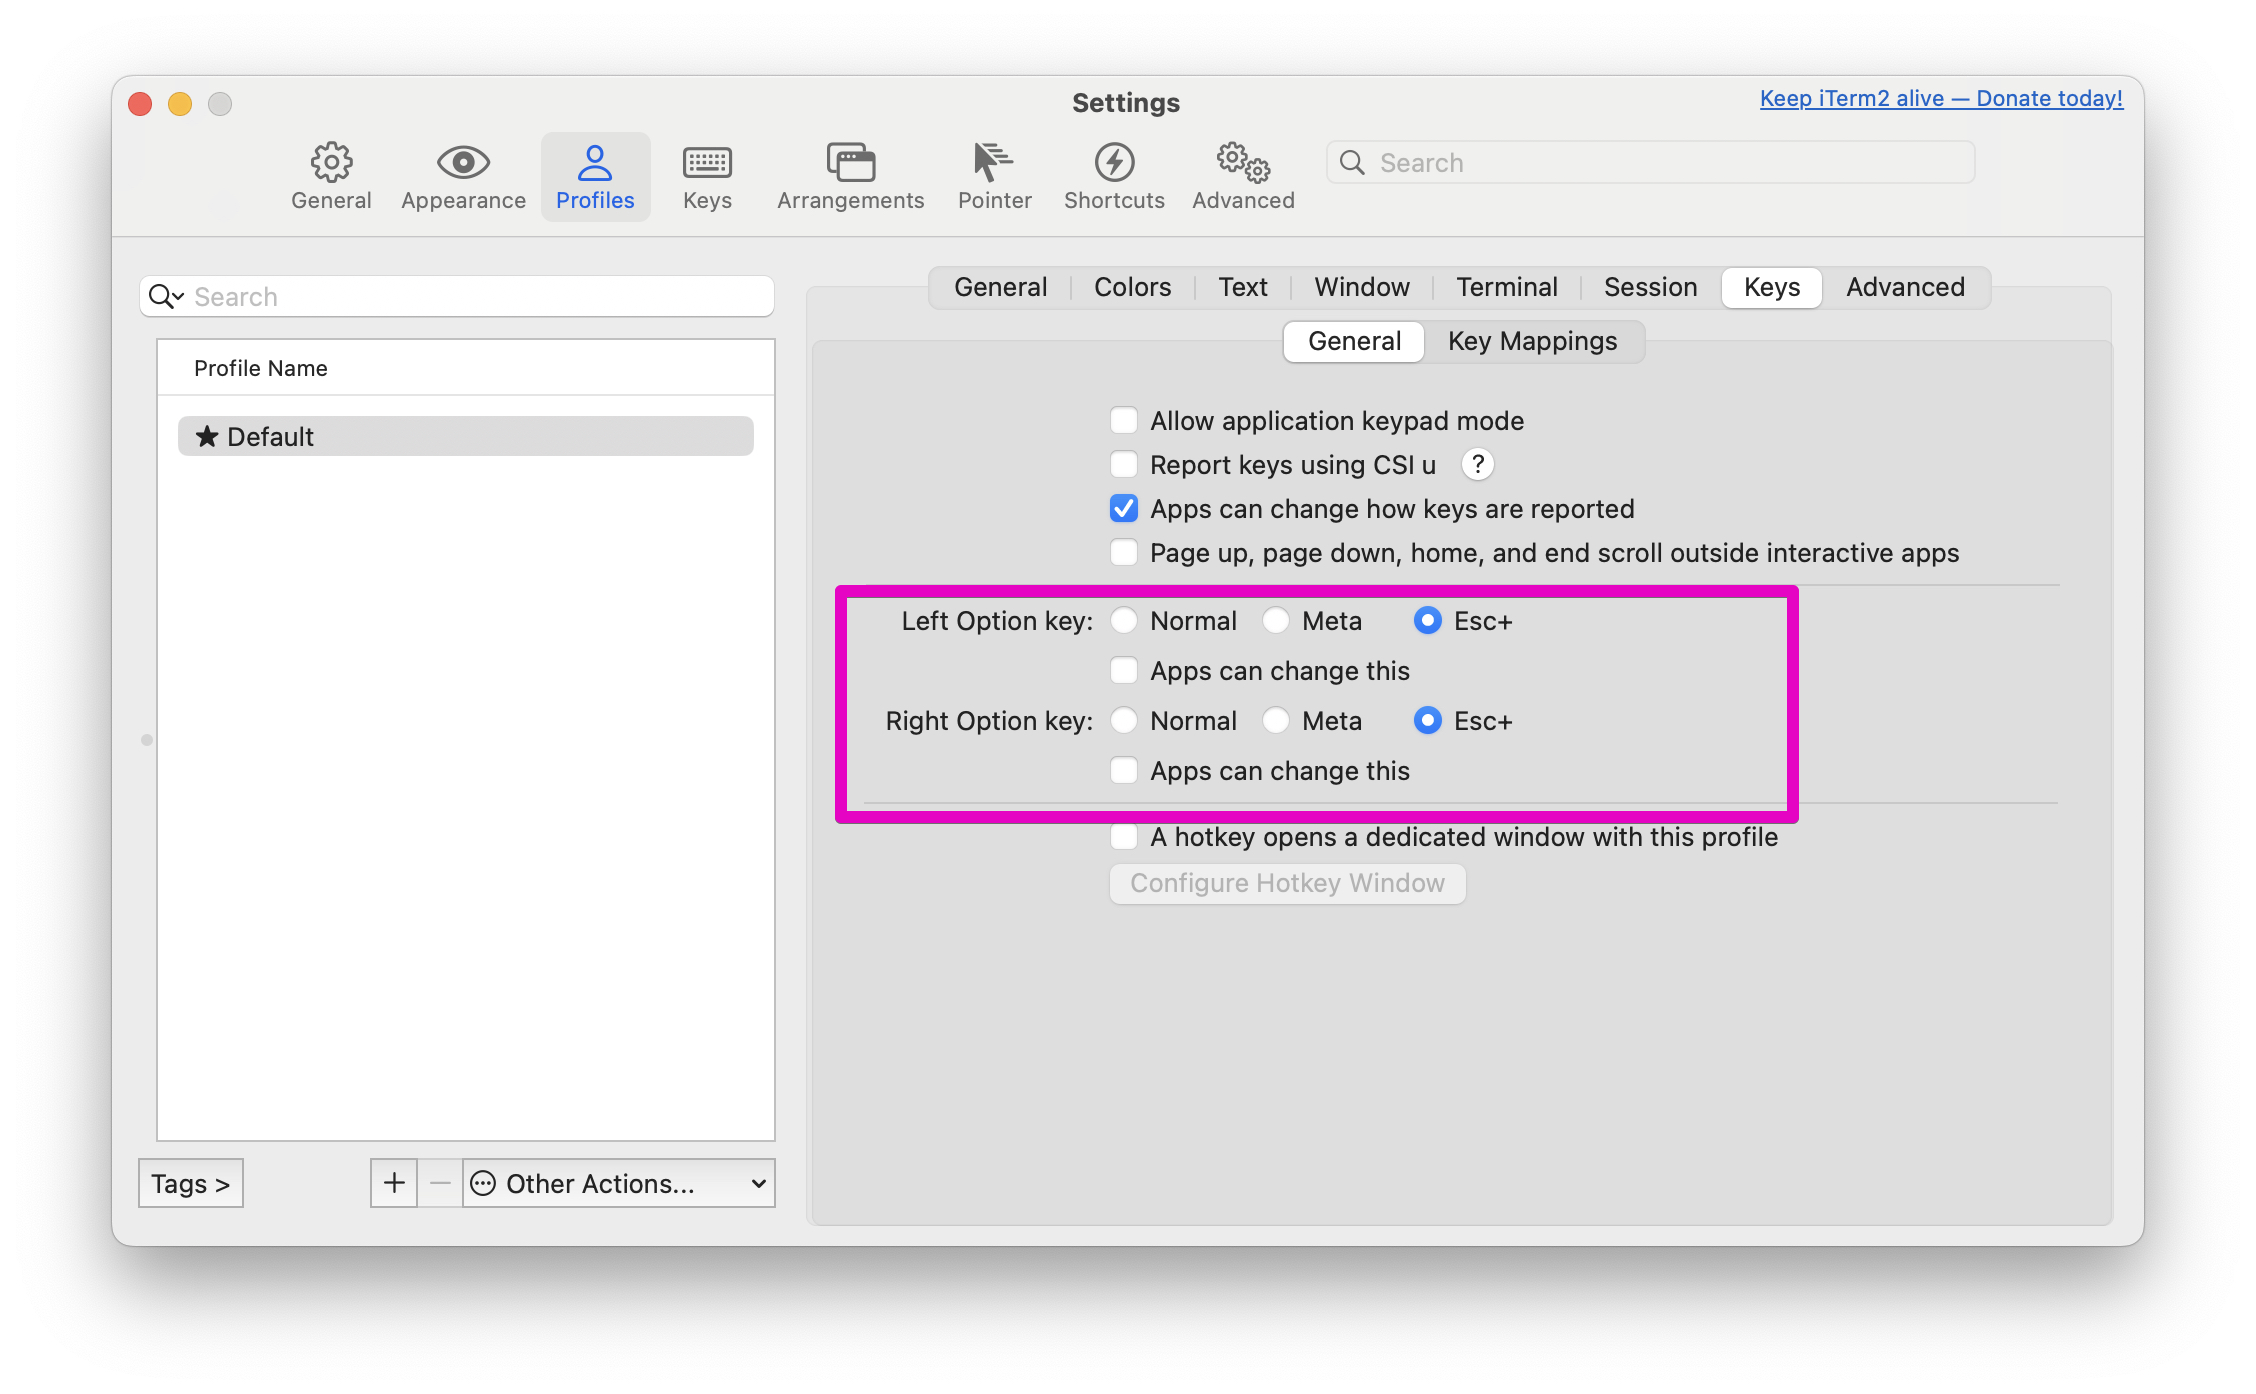 Settings
Keep iTerm2 alive — Donate today!
General
Appearance
Profiles
Keys
Arrangements
Pointer
Shortcuts
Advanced
Search
Search
Profile Name
★ Default
Tags >
+
−
Other Actions...
General
Colors
Text
Window
Terminal
Session
Keys
Advanced
General
Key Mappings
Allow application keypad mode
Report keys using CSI u
?
Apps can change how keys are reported
Page up, page down, home, and end scroll outside interactive apps
Left Option key: Normal Meta Esc+
Apps can change this
Right Option key: Normal Meta Esc+
Apps can change this
A hotkey opens a dedicated window with this profile
Configure Hotkey Window